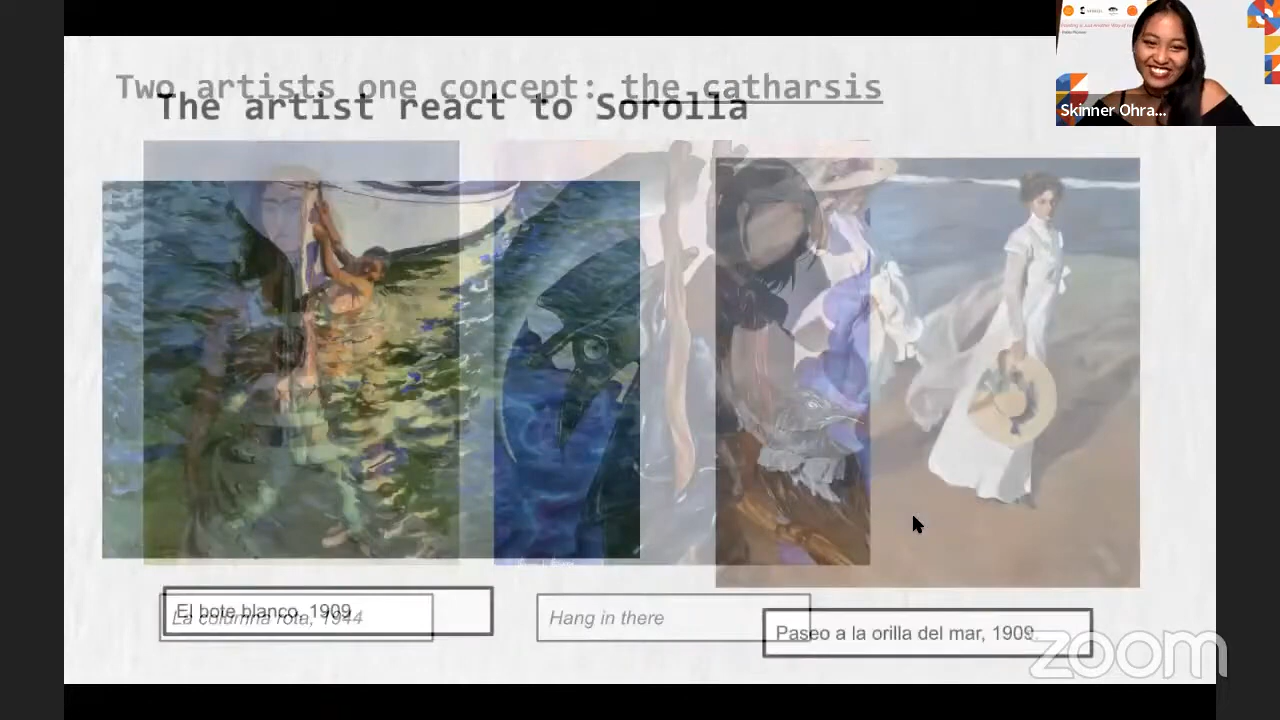 Two artists one concept: the catharsis
The artist react to Sorolla
Skinner Ohra...
El bote blanco, 1909
La columna rota, 1944
Hang in there
Paseo a la orilla del mar, 1909.
zoom